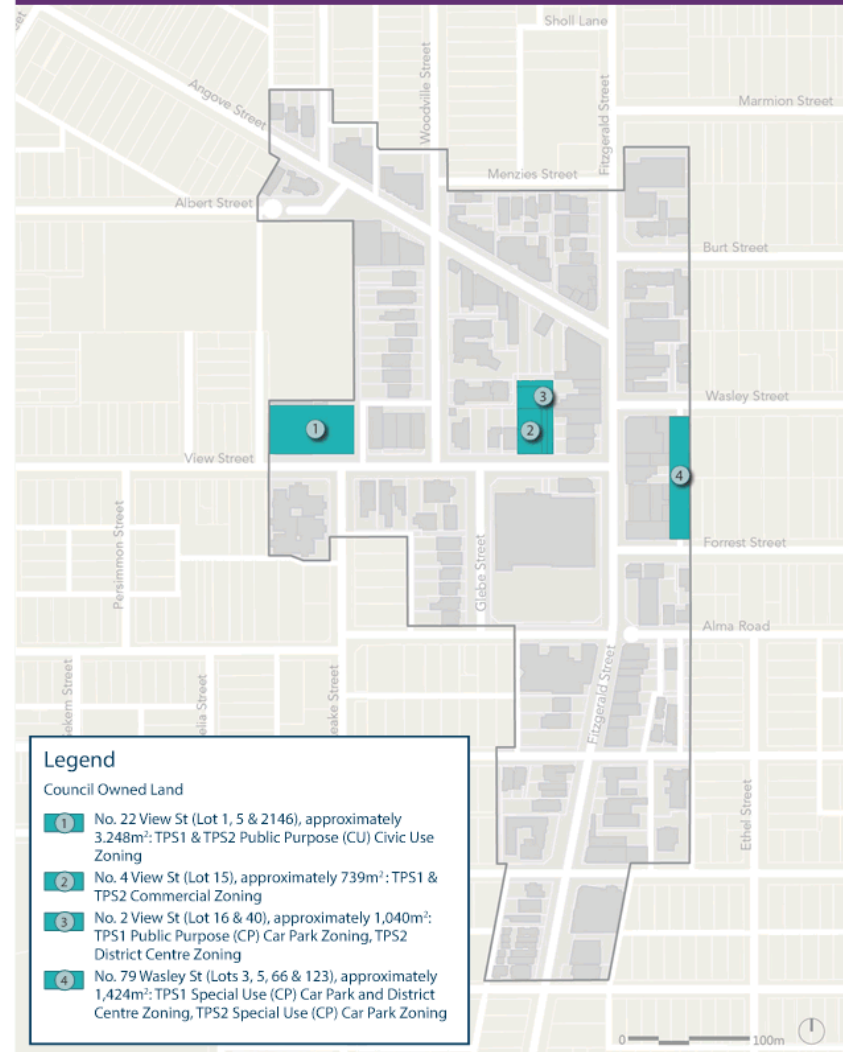 Sholl Lane
Angove Street
Woodville Street
Fitzgerald Street
Marmion Street
Menzies Street
Albert Street
Burt Street
Wasley Street
3
1
2
View Street
4
Persimmon Street
Forrest Street
Glebe Street
Alma Road
Fitzgerald Street
Ethel Street
Legend
Council Owned Land
1
No. 22 View St (Lot 1, 5 & 2146), approximately
3.248m²: TPS1 & TPS2 Public Purpose (CU) Civic Use
Zoning
2
No. 4 View St (Lot 15), approximately 739m²: TPS1 &
TPS2 Commercial Zoning
3
No. 2 View St (Lot 16 & 40), approximately 1,040m²:
TPS1 Public Purpose (CP) Car Park Zoning, TPS2
District Centre Zoning
4
No. 79 Wasley St (Lots 3, 5, 66 & 123), approximately
1,424m²: TPS1 Special Use (CP) Car Park and District
Centre Zoning, TPS2 Special Use (CP) Car Park Zoning
0
100m